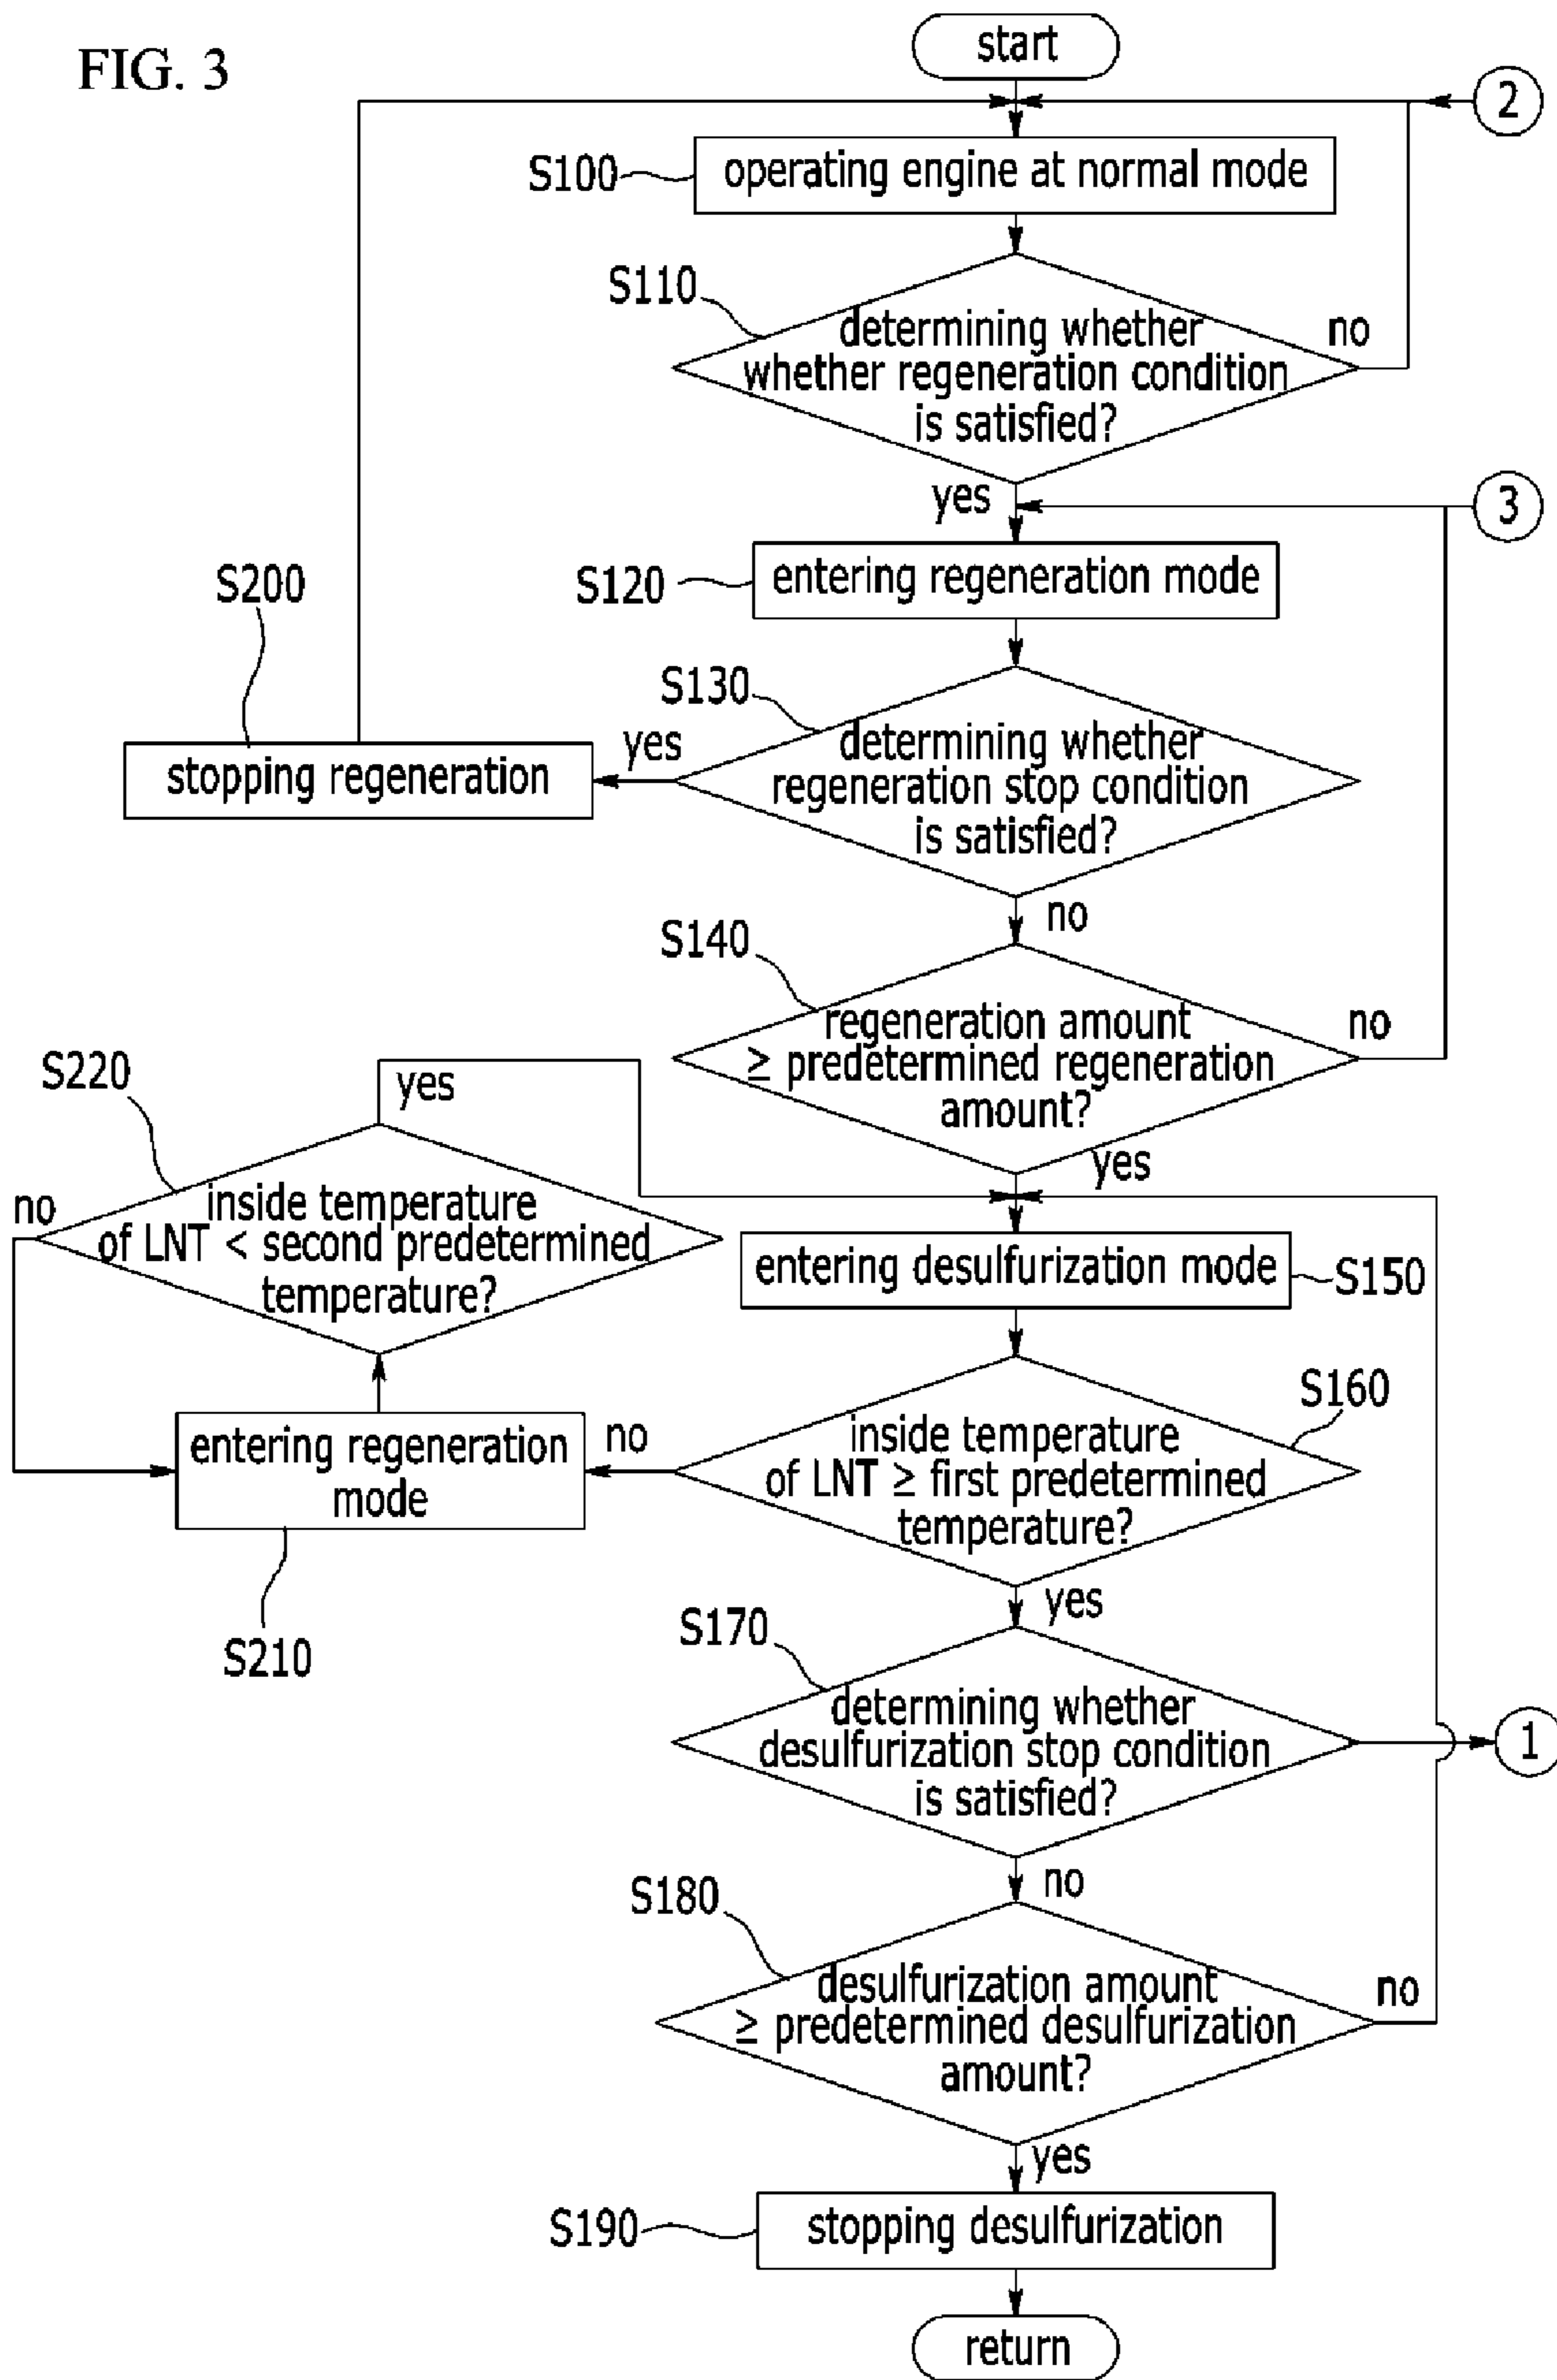 FIG. 3
start
2
S100
operating engine at normal mode
S110
determining whether
whether regeneration condition
is satisfied?
no
yes
3
S120
entering regeneration mode
S200
stopping regeneration
yes
S130
determining whether
regeneration stop condition
is satisfied?
no
S140
regeneration amount
≥ predetermined regeneration
amount?
no
yes
S220
yes
no
inside temperature
of LNT < second predetermined
temperature?
entering desulfurization mode
S150
S160
inside temperature
of LNT ≥ first predetermined
temperature?
no
entering regeneration
mode
S210
yes
S170
determining whether
desulfurization stop condition
is satisfied?
1
no
S180
desulfurization amount
≥ predetermined desulfurization
amount?
no
yes
S190
stopping desulfurization
return